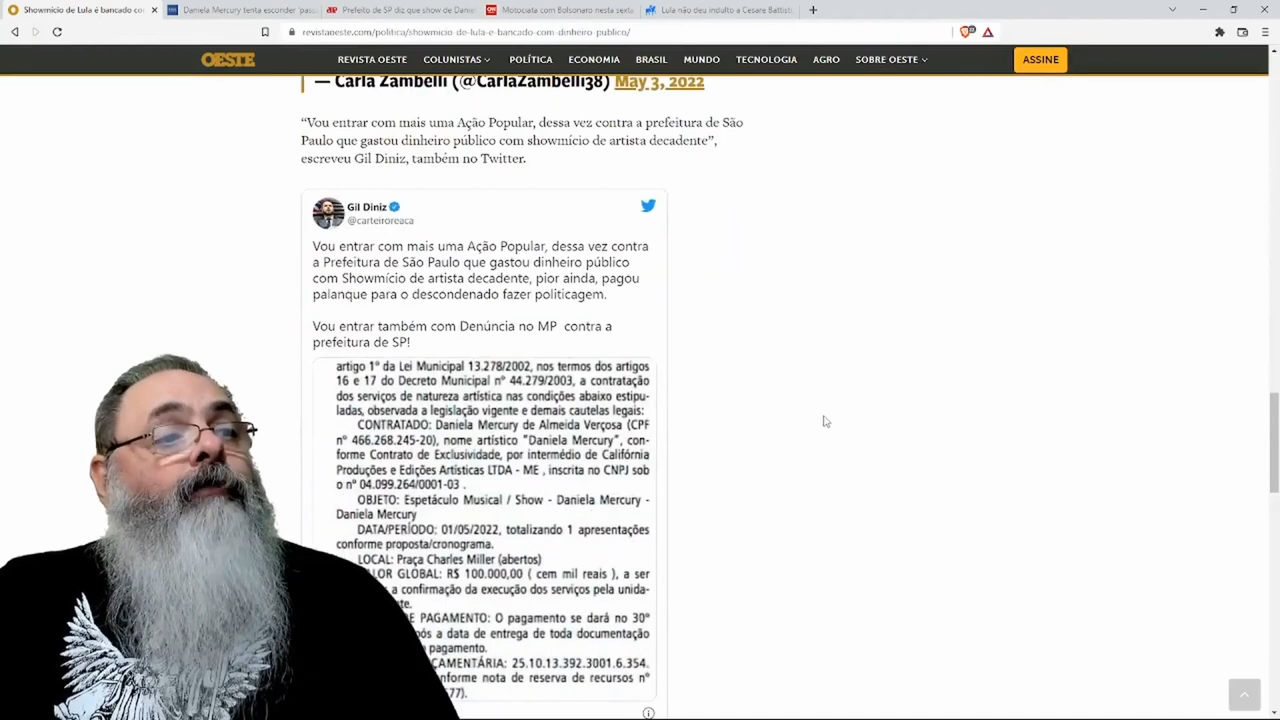 Showmício de Lula é bancado co
Daniela Mercury tenta esconder 'pass
Prefeito de SP diz que show de Danie
Motociata com Bolsonaro nesta sexta
Lula não deu indulto a Cesare Battist
revistaoeste.com/politica/showmicio-de-lula-e-bancado-com-dinheiro-publico/
OESTE
REVISTA OESTE
COLUNISTAS
POLÍTICA
ECONOMIA
BRASIL
MUNDO
TECNOLOGIA
AGRO
SOBRE OESTE
ASSINE
— Carla Zambelli (@CarlaZambelli38) May 3, 2022
“Vou entrar com mais uma Ação Popular, dessa vez contra a prefeitura de São
Paulo que gastou dinheiro público com showmício de artista decadente”,
escreveu Gil Diniz, também no Twitter.
Gil Diniz
@carteiroreaca
Vou entrar com mais uma Ação Popular, dessa vez contra
a Prefeitura de São Paulo que gastou dinheiro público
com Showmício de artista decadente, pior ainda, pagou
palanque para o descondenado fazer politicagem.
Vou entrar também com Denúncia no MP contra a
prefeitura de SP!
artigo 1º da Lei Municipal 13.278/2002, nos termos dos artigos
16 e 17 do Decreto Municipal nº 44.279/2003, a contratação
dos serviços de natureza artística nas condições abaixo estipu-
ladas, observada a legislação vigente e demais cautelas legais:
CONTRATADO: Daniela Mercury de Almeida Verçosa (CPF
nº 466.268.245-20), nome artístico "Daniela Mercury", con-
forme Contrato de Exclusividade, por intermédio de Califórnia
Produções e Edições Artísticas LTDA - ME , inscrita no CNPJ sob
o nº 04.099.264/0001-03 .
OBJETO: Espetáculo Musical / Show - Daniela Mercury -
Daniela Mercury
DATA/PERÍODO: 01/05/2022, totalizando 1 apresentações
conforme proposta/cronograma.
LOCAL: Praça Charles Miller (abertos)
ALOR GLOBAL: R$ 100.000,00 ( cem mil reais ), a ser
a confirmação da execução dos serviços pela unida-
te.
PAGAMENTO: O pagamento se dará no 30º
pós a data de entrega de toda documentação
pagamento.
ÇAMENTÁRIA: 25.10.13.392.3001.6.354.
nforme nota de reserva de recursos nº
577).